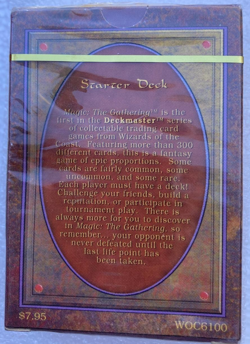 Starter Deck
Magic: The Gathering™ is the
first in the Deckmaster™ series
of collectable trading card
games from Wizards of the
Coast. Featuring more than 300
different cards, this is a fantasy
game of epic proportions. Some
cards are fairly common, some
uncommon, and some rare.
Each player must have a deck!
Challenge your friends, build a
reputation, or participate in
tournament play. There is
always more for you to discover
in Magic: The Gathering, so
remember... your opponent is
never defeated until the
last life point has
been taken.
$7.95
WOC6100